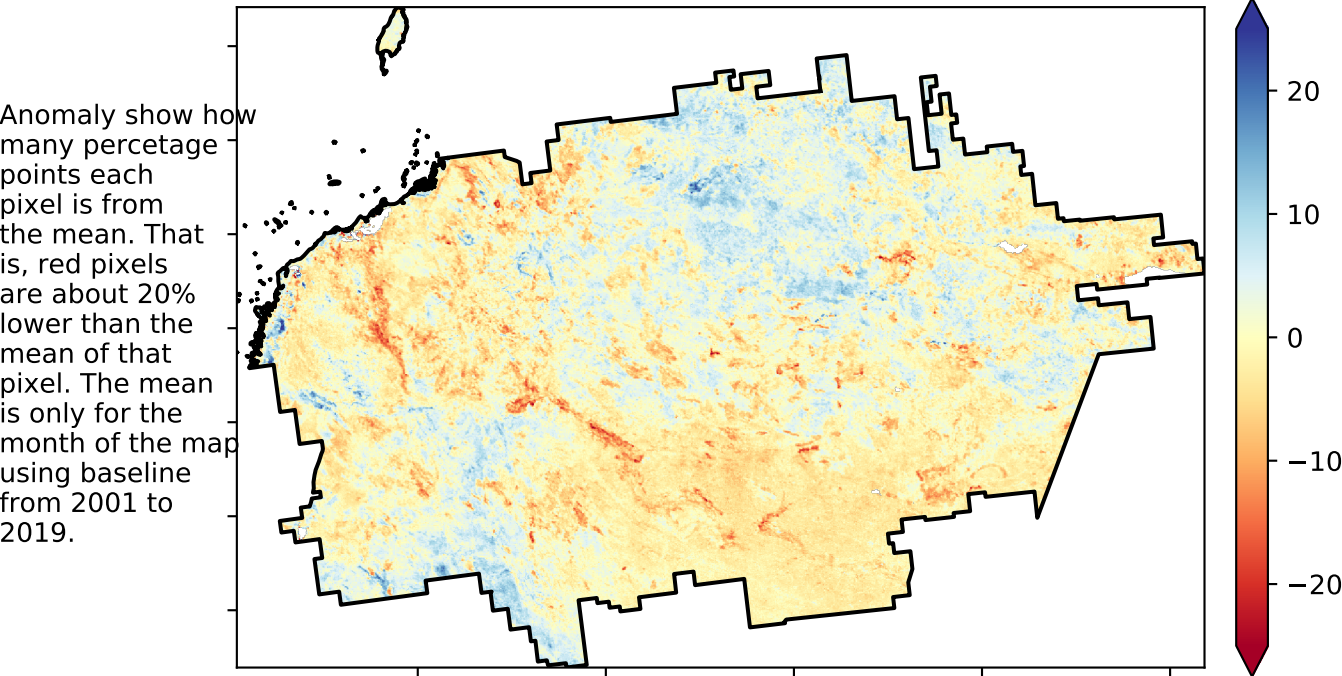 Anomaly show how
many percetage
points each
pixel is from
the mean. That
is, red pixels
are about 20%
lower than the
mean of that
pixel. The mean
is only for the
month of the map
using baseline
from 2001 to
2019.
20
10
0
−10
−20